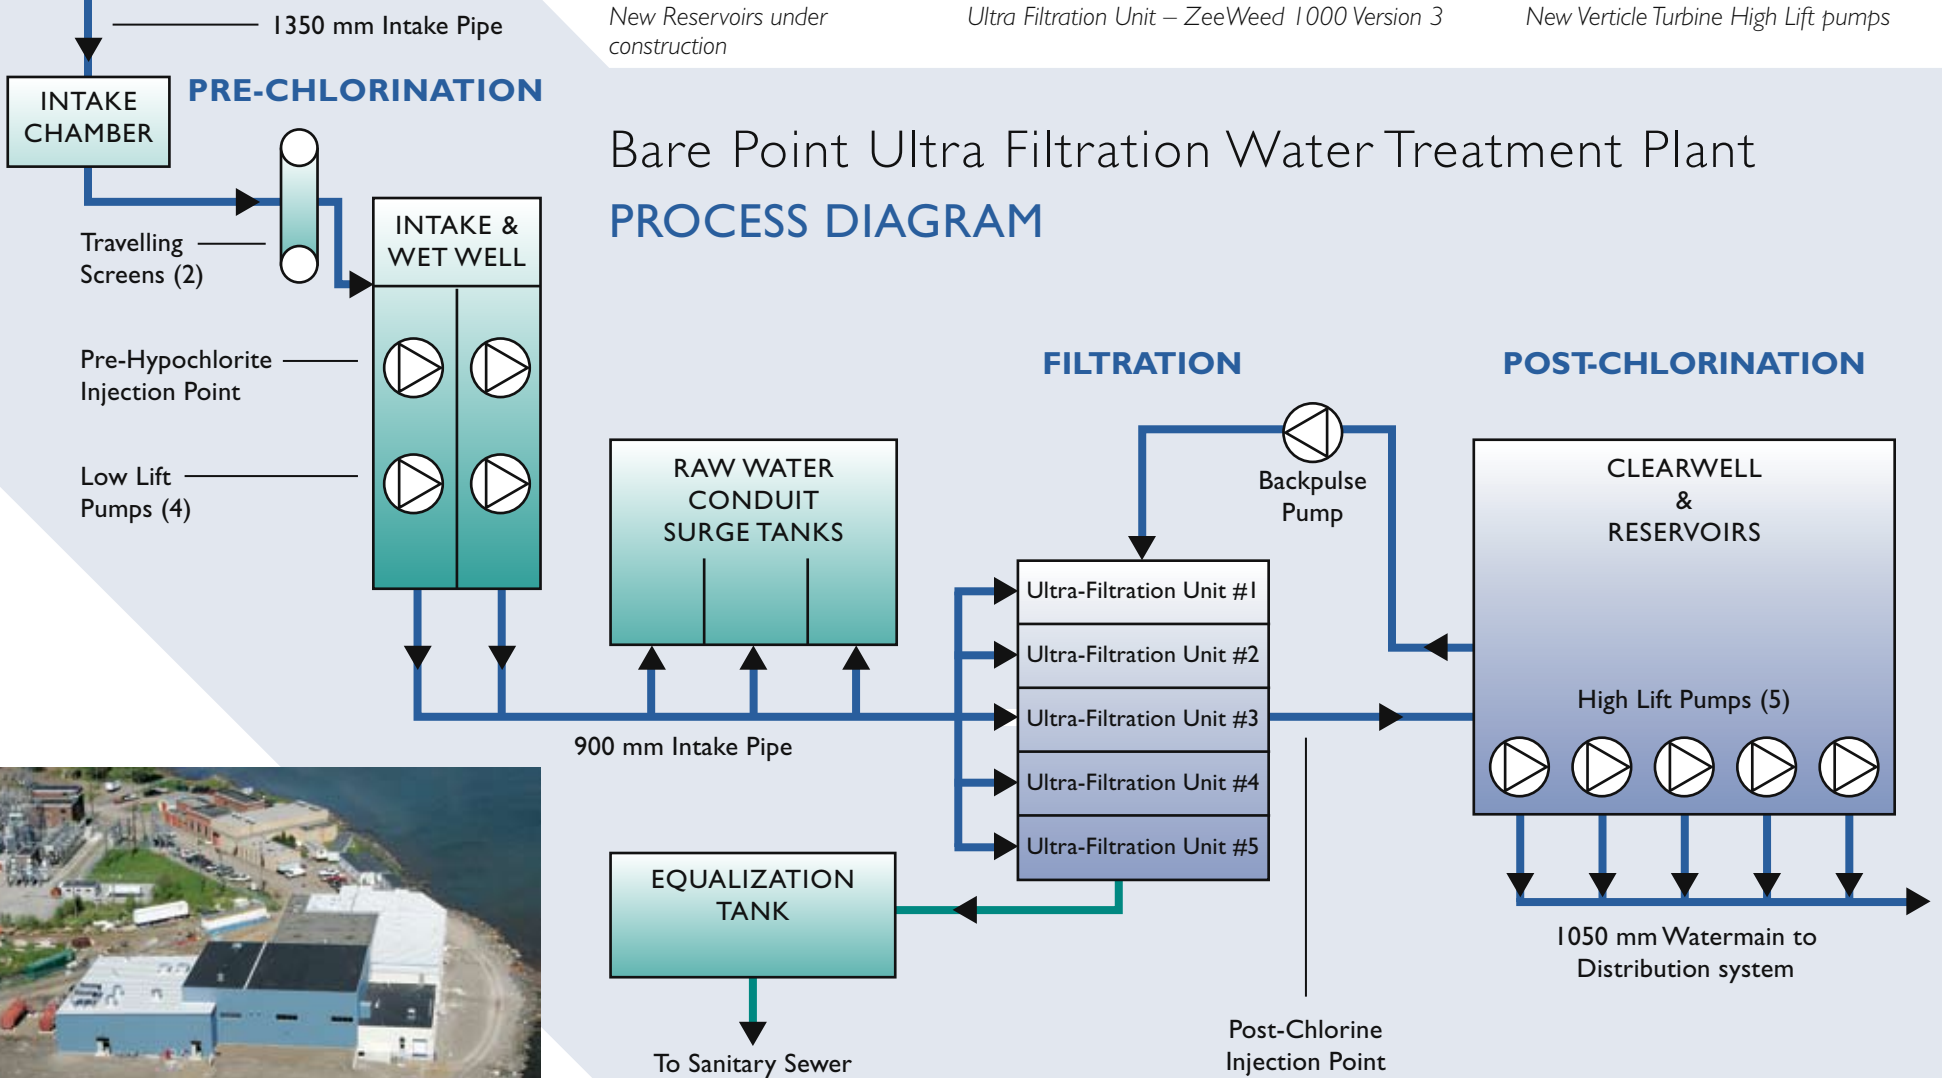 1350 mm Intake Pipe
New Reservoirs under
construction
Ultra Filtration Unit – ZeeWeed 1000 Version 3
New Verticle Turbine High Lift pumps
INTAKE
CHAMBER
PRE-CHLORINATION
Bare Point Ultra Filtration Water Treatment Plant
PROCESS DIAGRAM
Travelling
Screens (2)
INTAKE &
WET WELL
Pre-Hypochlorite
Injection Point
Low Lift
Pumps (4)
RAW WATER
CONDUIT
SURGE TANKS
900 mm Intake Pipe
FILTRATION
Backpulse
Pump
Ultra-Filtration Unit #1
Ultra-Filtration Unit #2
Ultra-Filtration Unit #3
Ultra-Filtration Unit #4
Ultra-Filtration Unit #5
POST-CHLORINATION
CLEARWELL
&
RESERVOIRS
High Lift Pumps (5)
1050 mm Watermain to
Distribution system
EQUALIZATION
TANK
To Sanitary Sewer
Post-Chlorine
Injection Point